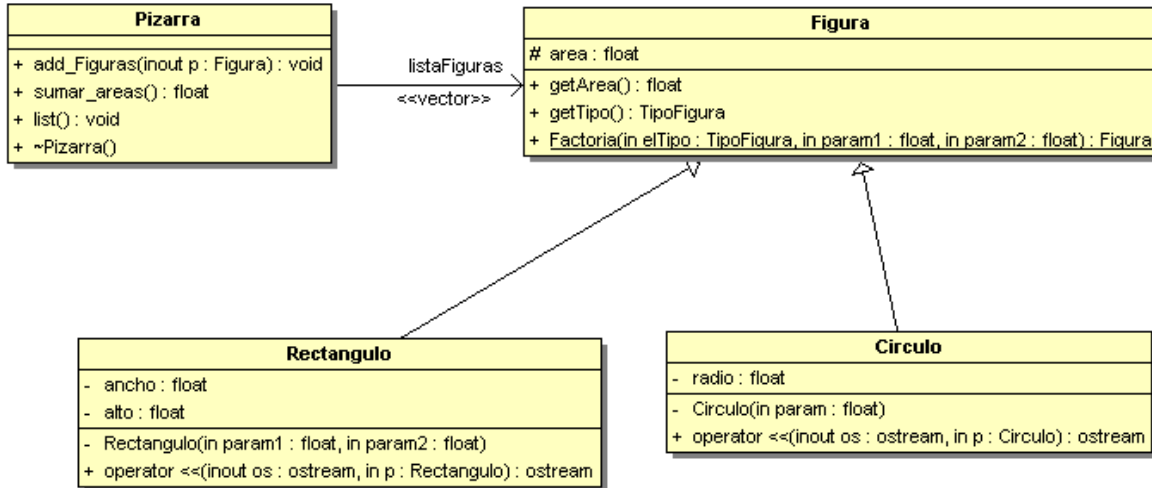 Pizarra
+ add_Figuras(inout p : Figura) : void
+ sumar_areas() : float
+ list() : void
+ ~Pizarra()
listaFiguras
<<vector>>
Figura
# area : float
+ getArea() : float
+ getTipo() : TipoFigura
+ Factoria(in elTipo : TipoFigura, in param1 : float, in param2 : float) : Figura
Rectangulo
- ancho : float
- alto : float
- Rectangulo(in param1 : float, in param2 : float)
+ operator <<(inout os : ostream, in p : Rectangulo) : ostream
Circulo
- radio : float
- Circulo(in param : float)
+ operator <<(inout os : ostream, in p : Circulo) : ostream